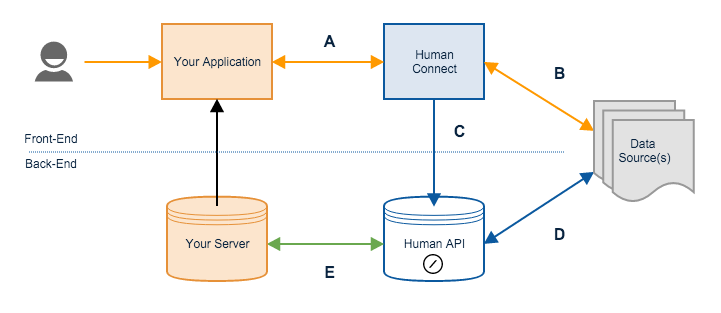 A
Your Application
Human
Connect
B
C
Front-End
Back-End
Data
Source(s)
Your Server
Human API
D
E